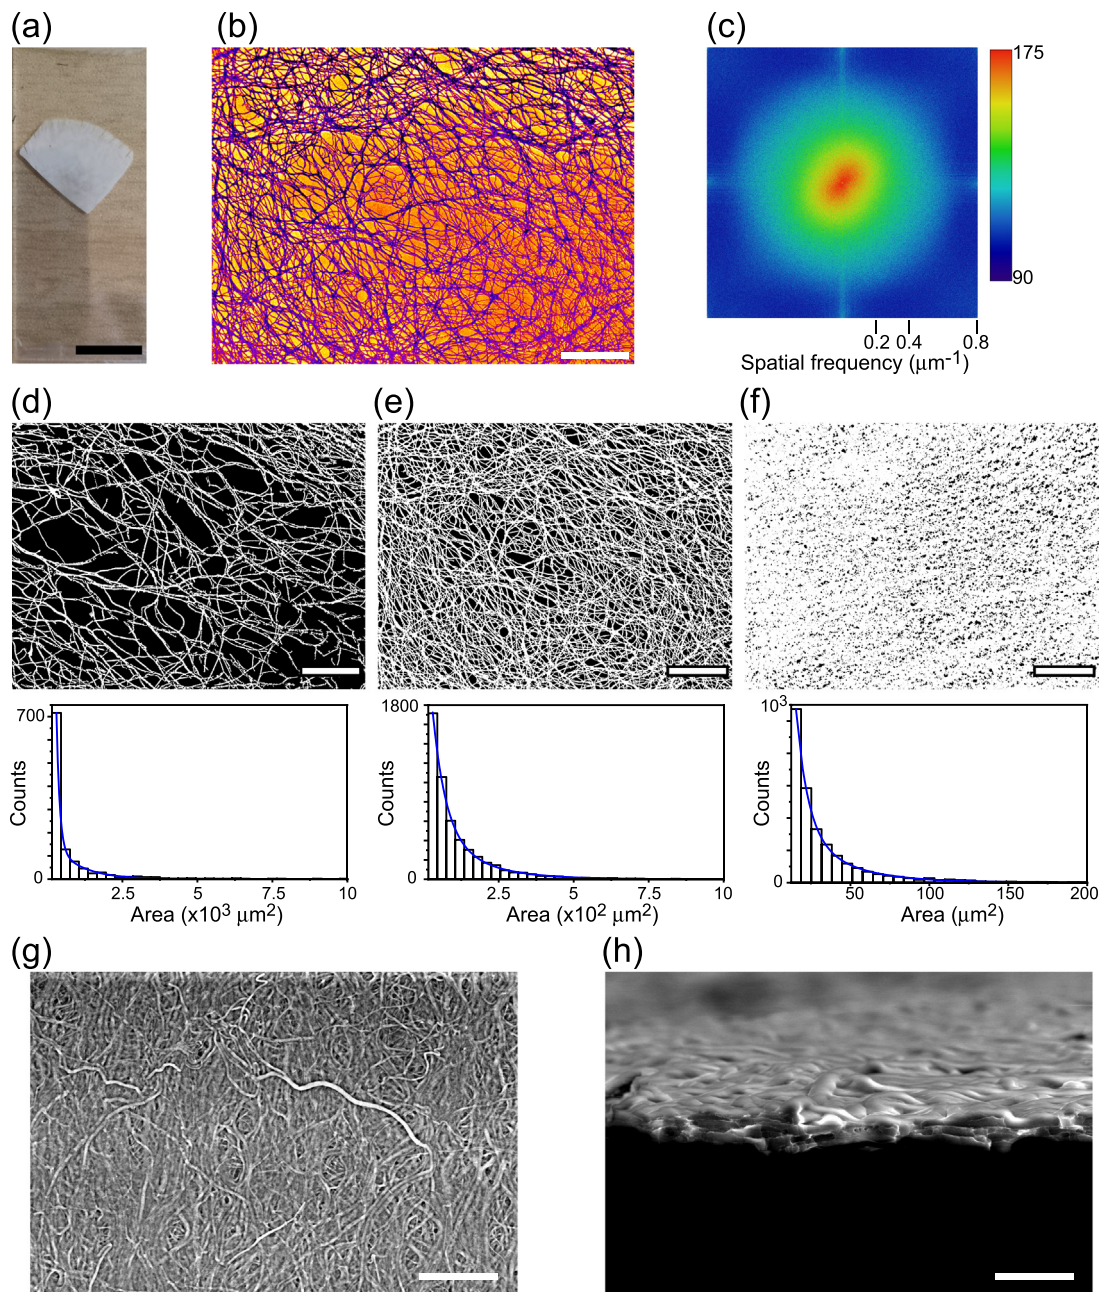 (a)
(b)
(c)
175
90
0.2 0.4 0.8
Spatial frequency (μm-1)
(d)
(e)
(f)
700
Counts
0
2.5 5 7.5 10
Area (x10³ μm²)
1800
Counts
0
2.5 5 7.5 10
Area (x10² μm²)
10³
Counts
0
50 100 150 200
Area (μm²)
(g)
(h)